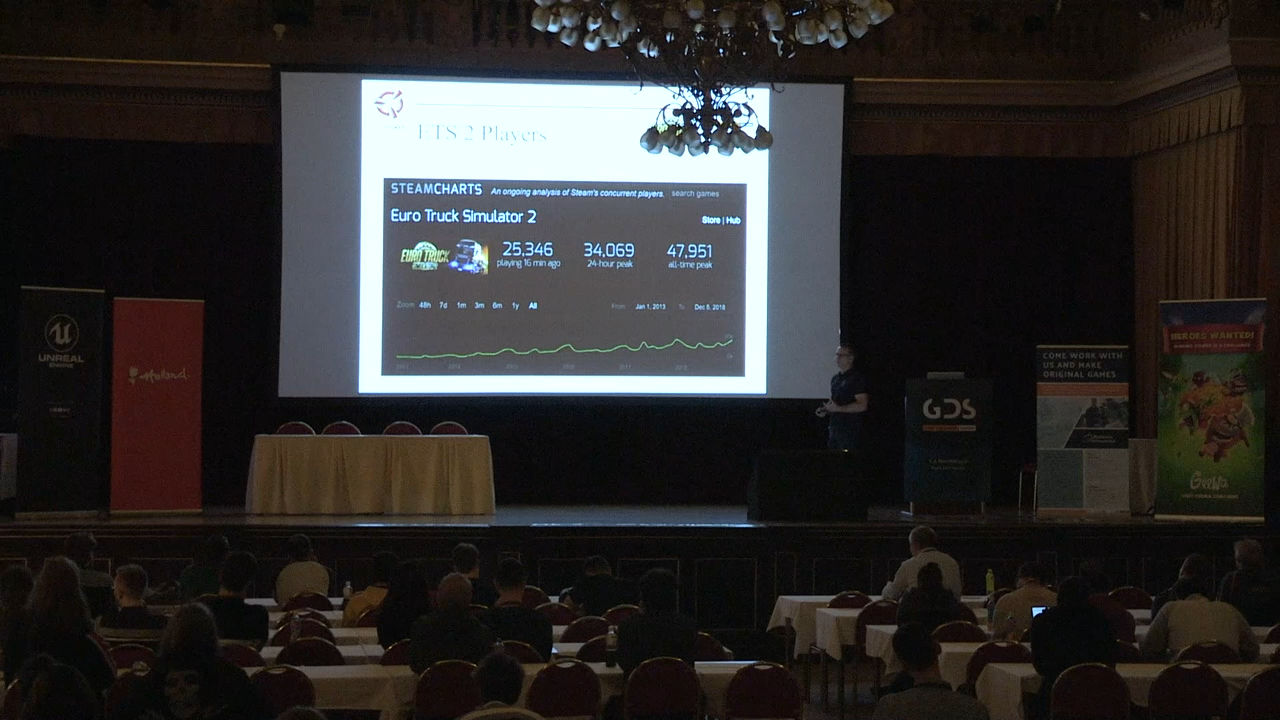 ETS 2 Players
STEAMCHARTS An ongoing analysis of Steam's concurrent players. search games
Euro Truck Simulator 2
Store | Hub
EURO TRUCK
25,346
playing 16 min ago
34,069
24-hour peak
47,951
all-time peak
Zoom 48h 7d 1m 3m 6m 1y All
From Jan 1, 2013 To Dec 6, 2018
UNREAL
GDS
COME WORK WITH
US AND MAKE
ORIGINAL GAMES
HEROES WANTED!
GeeWa